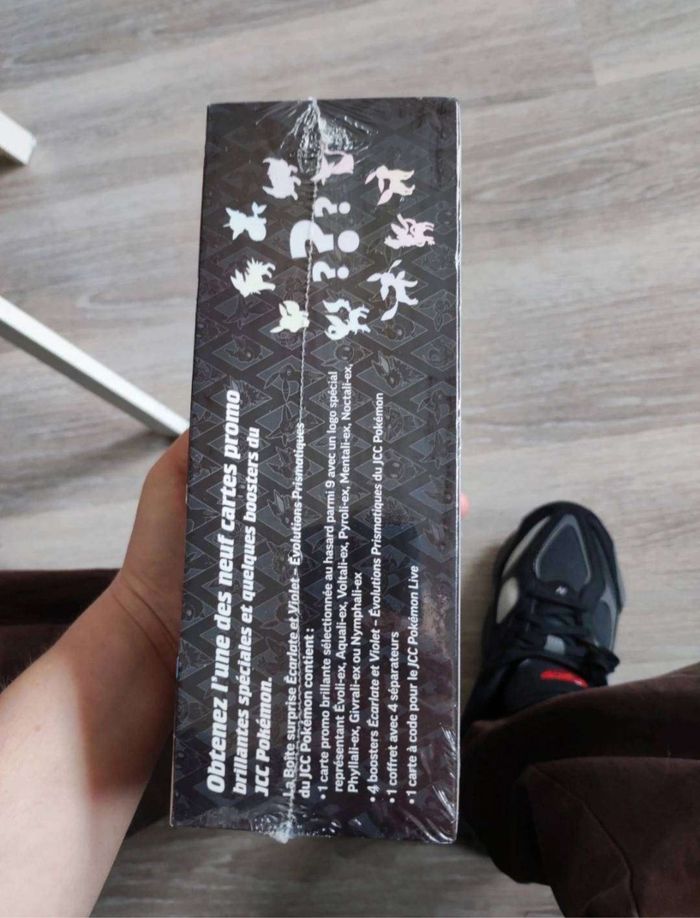 Obtenez l'une des neuf cartes promo
brillantes spéciales et quelques boosters du
JCC Pokémon.
La Boîte surprise Écarlate et Violet – Évolutions Prismatiques
du JCC Pokémon contient :
• 1 carte promo brillante sélectionnée au hasard parmi 9 avec un logo spécial
représentant Évoli-ex, Aquali-ex, Voltali-ex, Pyroli-ex, Mentali-ex, Noctali-ex,
Phyllali-ex, Givrali-ex ou Nymphali-ex
• 4 boosters Écarlate et Violet – Évolutions Prismatiques du JCC Pokémon
• 1 coffret avec 4 séparateurs
• 1 carte à code pour le JCC Pokémon Live
???